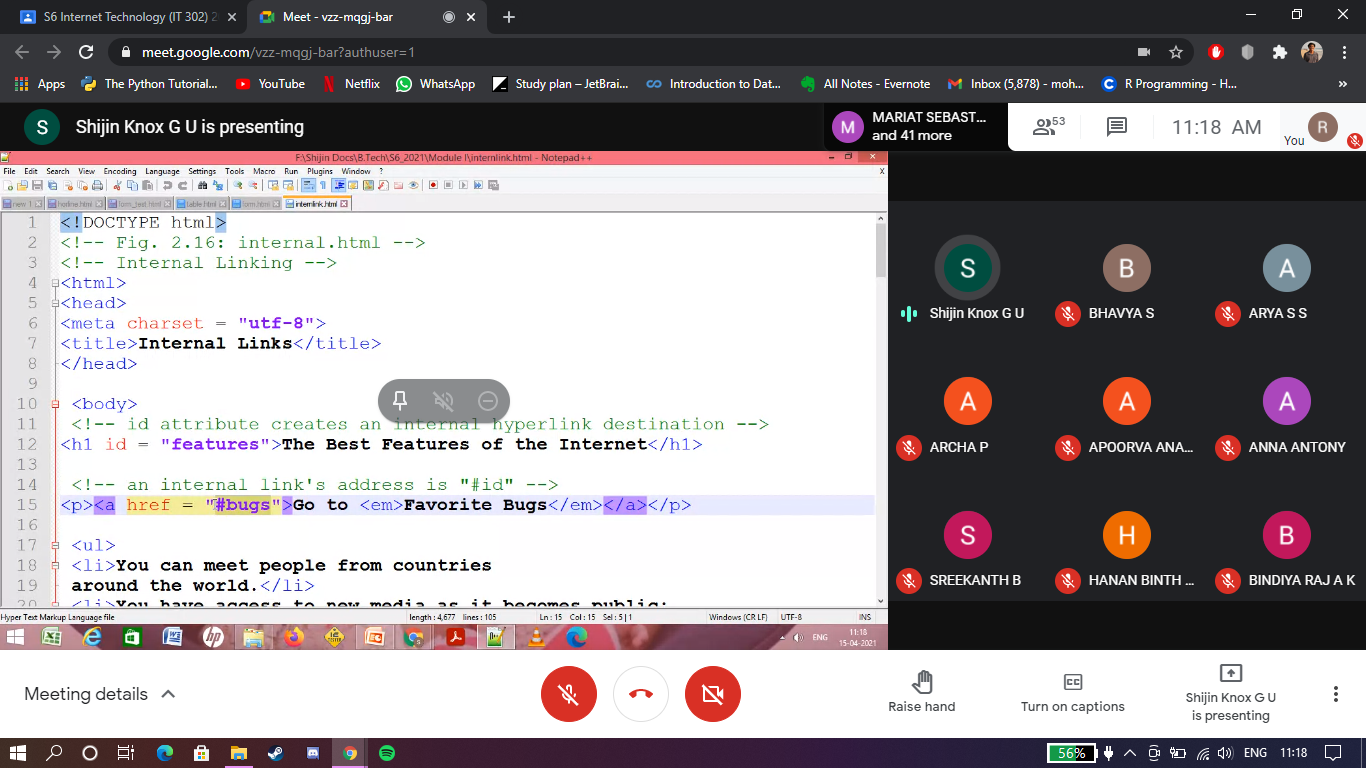 S6 Internet Technology (IT 302) 2
Meet - vzz-mqgj-bar
meet.google.com/vzz-mqgj-bar?authuser=1
Apps
The Python Tutorial...
YouTube
Netflix
WhatsApp
Study plan – JetBrai...
Introduction to Dat...
All Notes - Evernote
Inbox (5,878) - moh...
R Programming - H...
»
S
Shijin Knox G U is presenting
M
MARIAT SEBAST...
and 41 more
53
11:18 AM
You
R
F:\Shijin Docs\B.Tech\S6_2021\Module I\internlink.html - Notepad++
File Edit Search View Encoding Language Settings Tools Macro Run Plugins Window ?
X
new 1
horline.html
form_test.html
table.html
form.html
internlink.html
1 <!DOCTYPE html>
2 <!-- Fig. 2.16: internal.html -->
3 <!-- Internal Linking -->
4 <html>
5 <head>
6 <meta charset = "utf-8">
7 <title>Internal Links</title>
8 </head>
9
10 <body>
11 <!-- id attribute creates an internal hyperlink destination -->
12 <h1 id = "features">The Best Features of the Internet</h1>
13
14 <!-- an internal link's address is "#id" -->
15 <p><a href = "#bugs">Go to <em>Favorite Bugs</em></a></p>
16
17 <ul>
18 <li>You can meet people from countries
19 around the world.</li>
20 <li>You have access to new media as it becomes public:
Hyper Text Markup Language file
length : 4,677 lines : 105
Ln : 15 Col : 15 Sel : 5 | 1
Windows (CR LF)
UTF-8
INS
hp
ENG
11:18
15-04-2021
S
Shijin Knox G U
B
BHAVYA S
A
ARYA S S
A
ARCHA P
A
APOORVA ANA...
A
ANNA ANTONY
S
SREEKANTH B
H
HANAN BINTH ...
B
BINDIYA RAJ A K
Meeting details
Raise hand
CC
Turn on captions
Shijin Knox G U
is presenting
56%
ENG
11:18